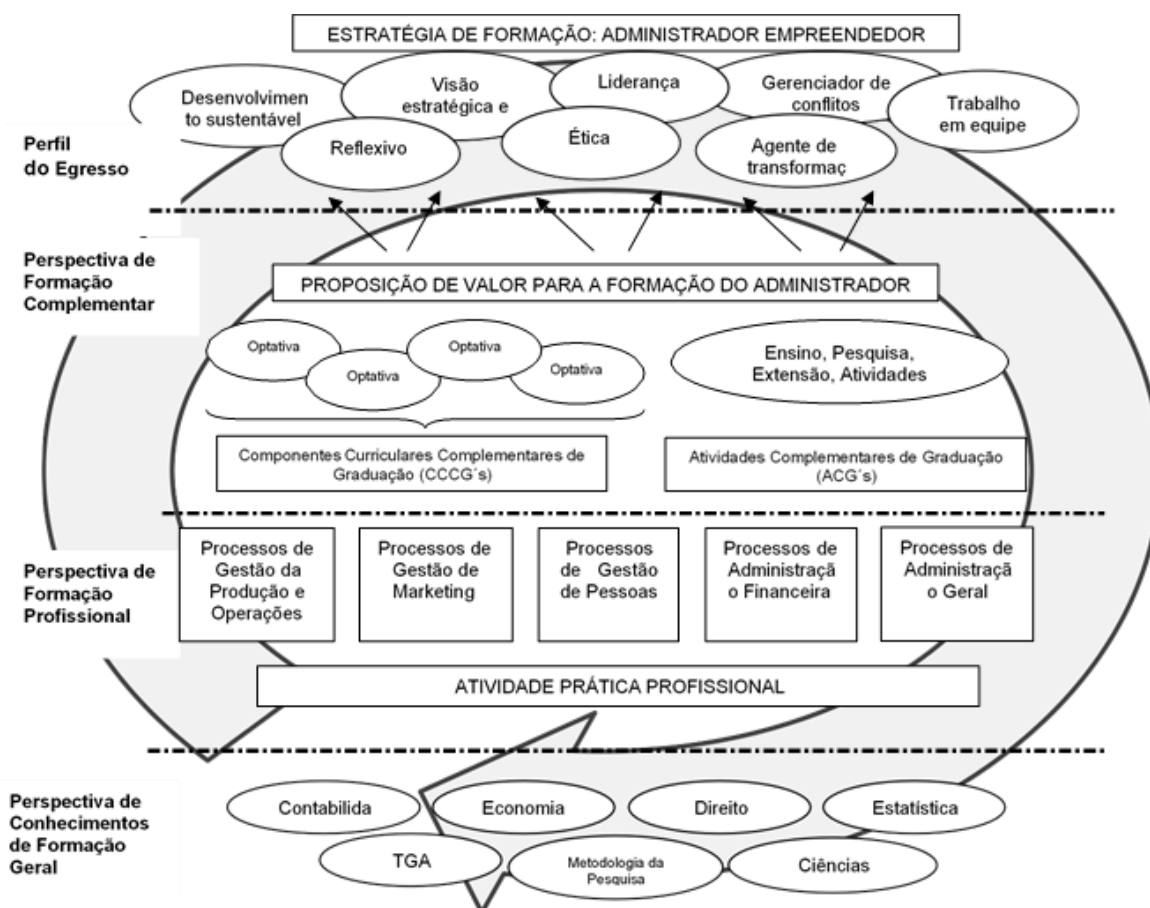 ESTRATÉGIA DE FORMAÇÃO: ADMINISTRADOR EMPREENDEDOR
Desenvolvimen
to sustentável
Visão
estratégica e
Liderança
Gerenciador de
conflitos
Trabalho
em equipe
Reflexivo
Ética
Agente de
transformaç
Perfil
do Egresso
Perspectiva de
Formação
Complementar
PROPOSIÇÃO DE VALOR PARA A FORMAÇÃO DO ADMINISTRADOR
Optativa
Optativa
Optativa
Optativa
Ensino, Pesquisa,
Extensão, Atividades
Componentes Curriculares Complementares de
Graduação (CCCG´s)
Atividades Complementares de Graduação
(ACG´s)
Perspectiva de
Formação
Profissional
Processos de
Gestão da
Produção e
Operações
Processos de
Gestão de
Marketing
Processos
de Gestão
de Pessoas
Processos de
Administraçã
o Financeira
Processos de
Administraçã
o Geral
ATIVIDADE PRÁTICA PROFISSIONAL
Perspectiva de
Conhecimentos
de Formação
Geral
Contabilida
Economia
Direito
Estatística
TGA
Metodologia da
Pesquisa
Ciências